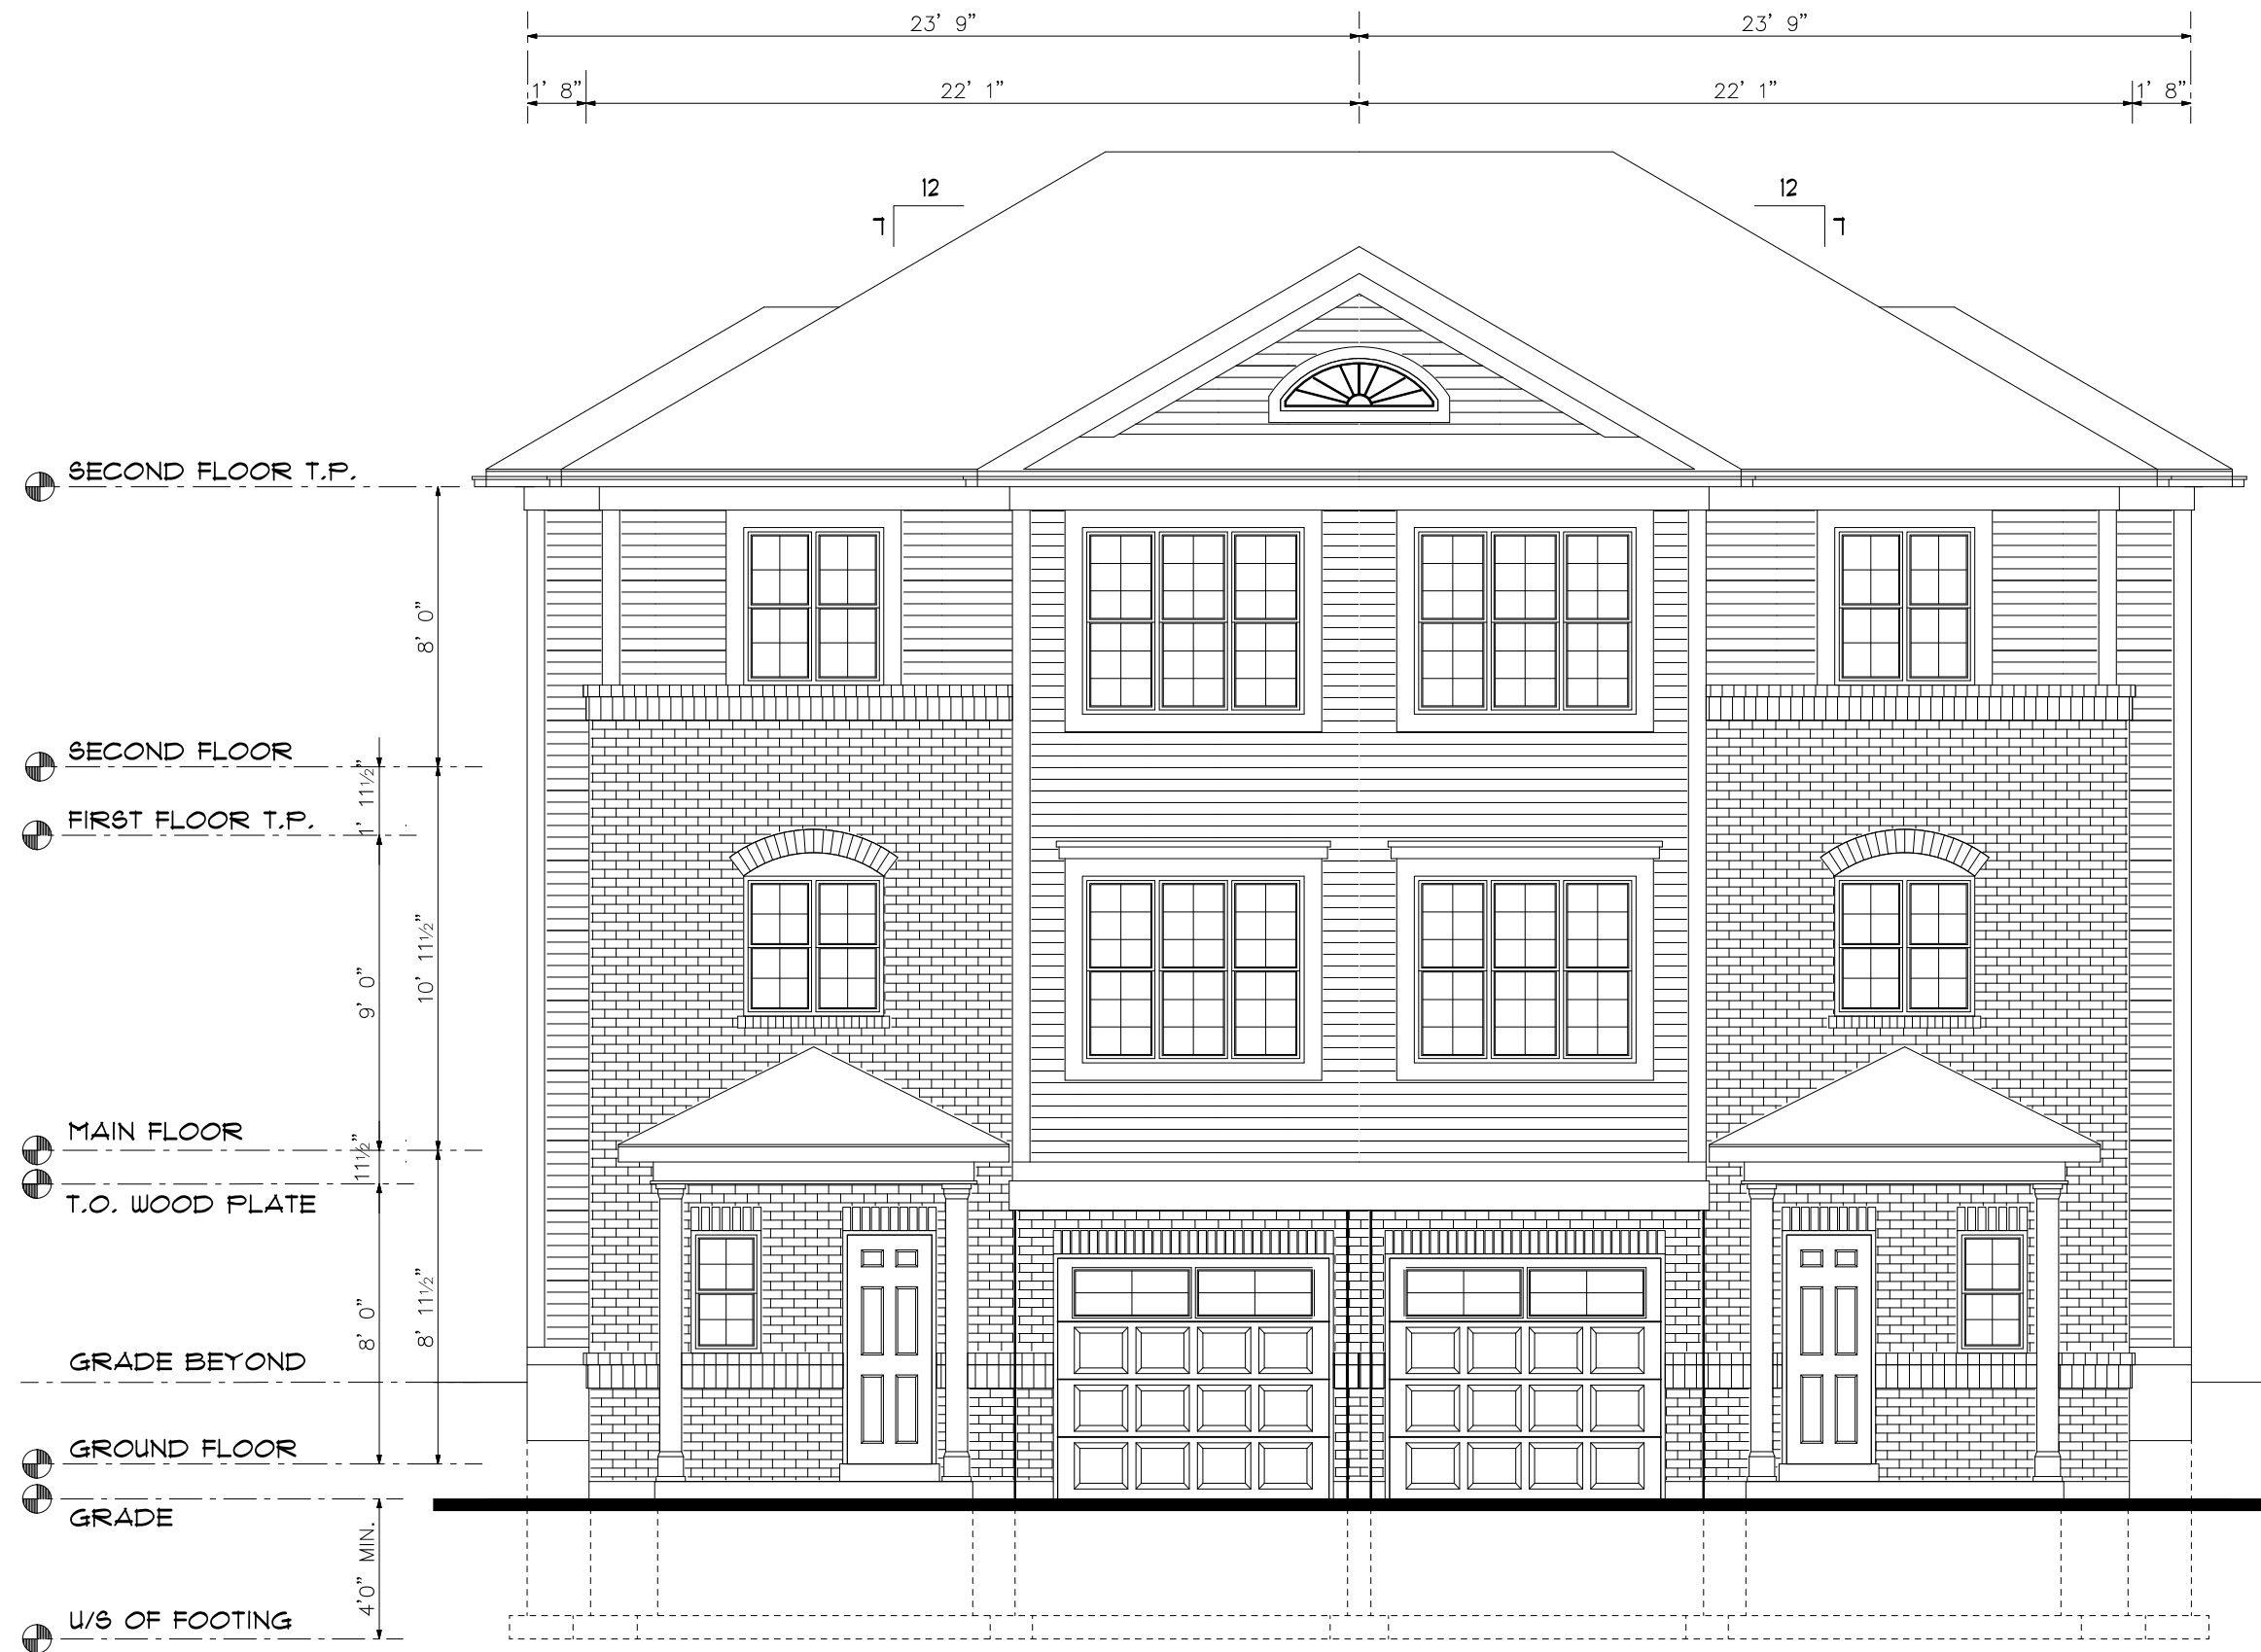 23' 9" 23' 9"
1' 8" 22' 1" 22' 1" 1' 8"
12 12
7 7
SECOND FLOOR T.P.
8' 0"
SECOND FLOOR
1' 11½"
FIRST FLOOR T.P.
9' 0"
10' 11½"
MAIN FLOOR
11½"
T.O. WOOD PLATE
8' 0"
8' 11½"
GRADE BEYOND
GROUND FLOOR
GRADE
4'0" MIN.
U/S OF FOOTING